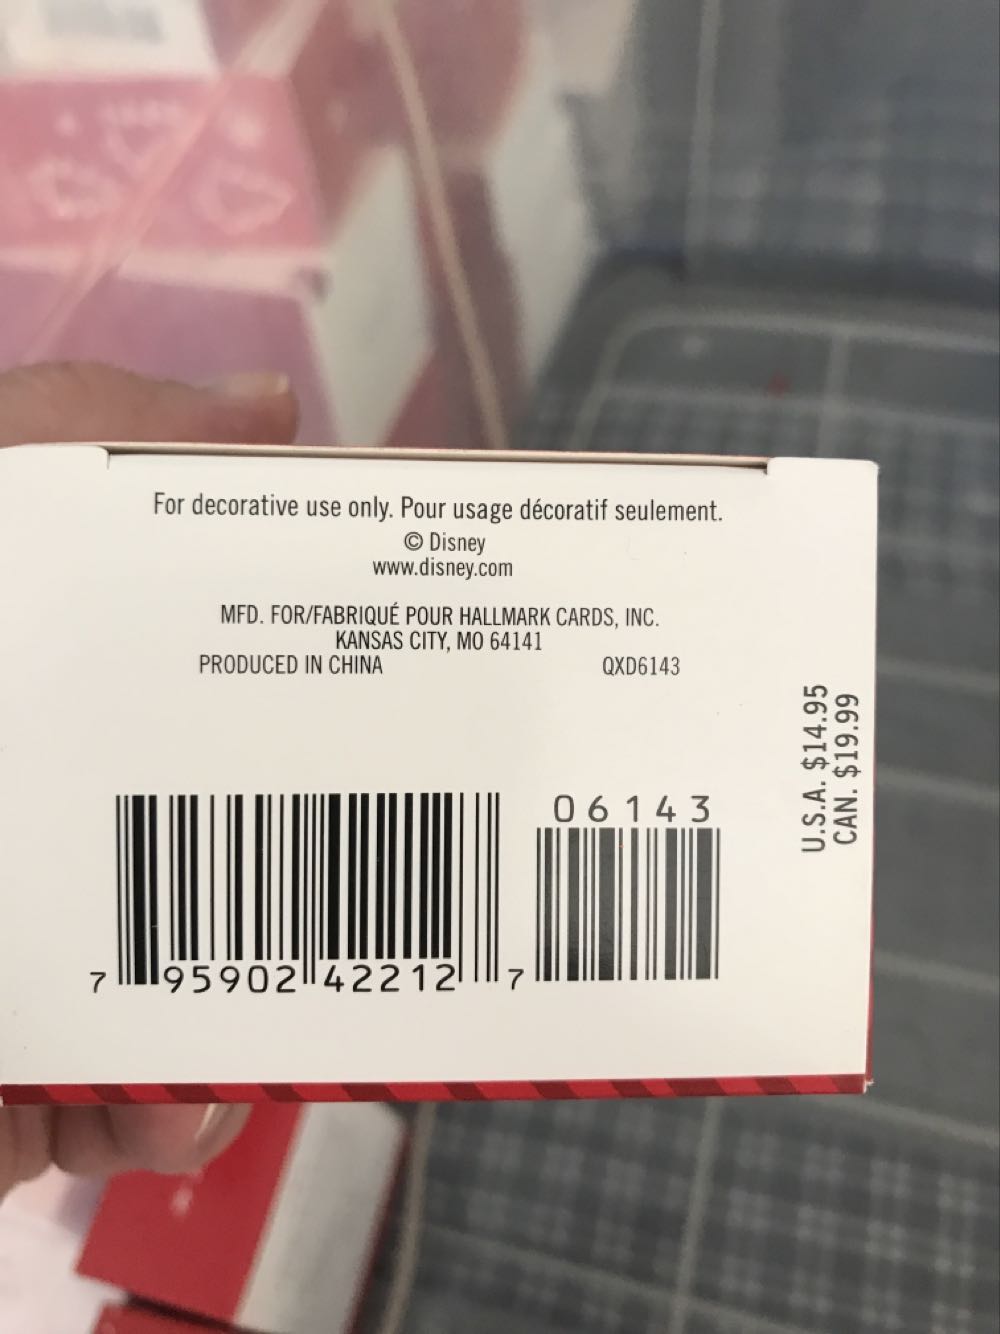 For decorative use only. Pour usage décoratif seulement.
© Disney
www.disney.com
MFD. FOR/FABRIQUÉ POUR HALLMARK CARDS, INC.
KANSAS CITY, MO 64141
PRODUCED IN CHINA QXD6143
U.S.A. $14.95
CAN. $19.99
06143
7 95902 42212 7